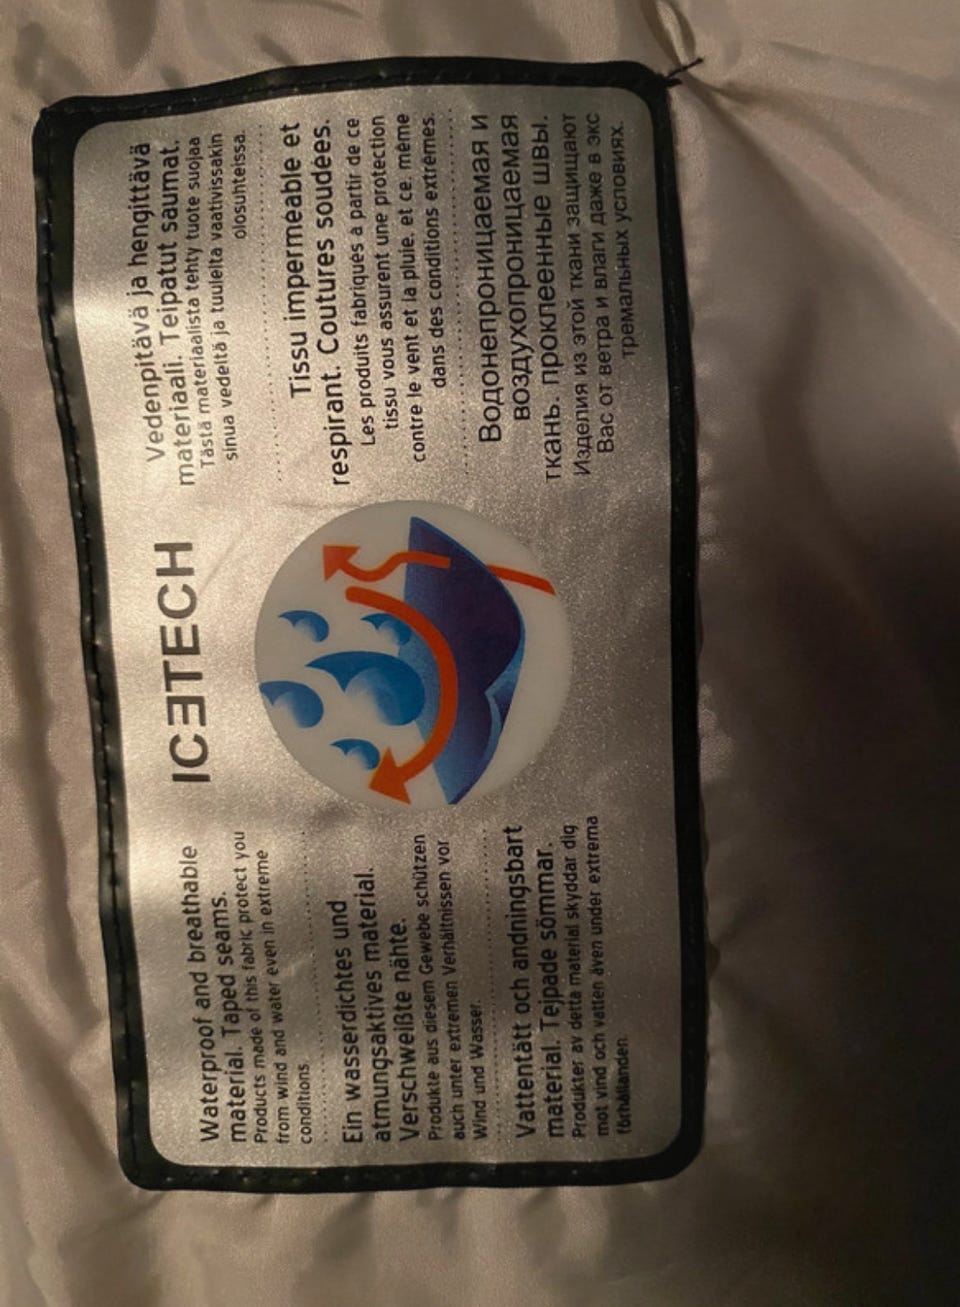 Waterproof and breathable
material. Taped seams.
Products made of this fabric protect you
from wind and water even in extreme
conditions.
Ein wasserdichtes und
atmungsaktives material.
Verschweißte nähte.
Produkte aus diesem Gewebe schützen
auch unter extremen Verhältnissen vor
Wind und Wasser.
Vattentätt och andningsbart
material. Tejpade sömmar.
Produkter av detta material skyddar dig
mot vind och vatten även under extrema
förhållanden.
ICƎTECH
Vedenpitävä ja hengittävä
materiaali. Teipatut saumat.
Tästä materiaalista tehty tuote suojaa
sinua vedeltä ja tuulelta vaativissakin
olosuhteissa.
Tissu imperméable et
respirant. Coutures soudées.
Les produits fabriqués à partir de ce
tissu vous assurent une protection
contre le vent et la pluie. et ce. même
dans des conditions extrêmes.
Водонепроницаемая и
воздухопроницаемая
ткань. проклеенные швы.
Изделия из этой ткани защищают
Вас от ветра и влаги даже в экс
тремальных условиях.